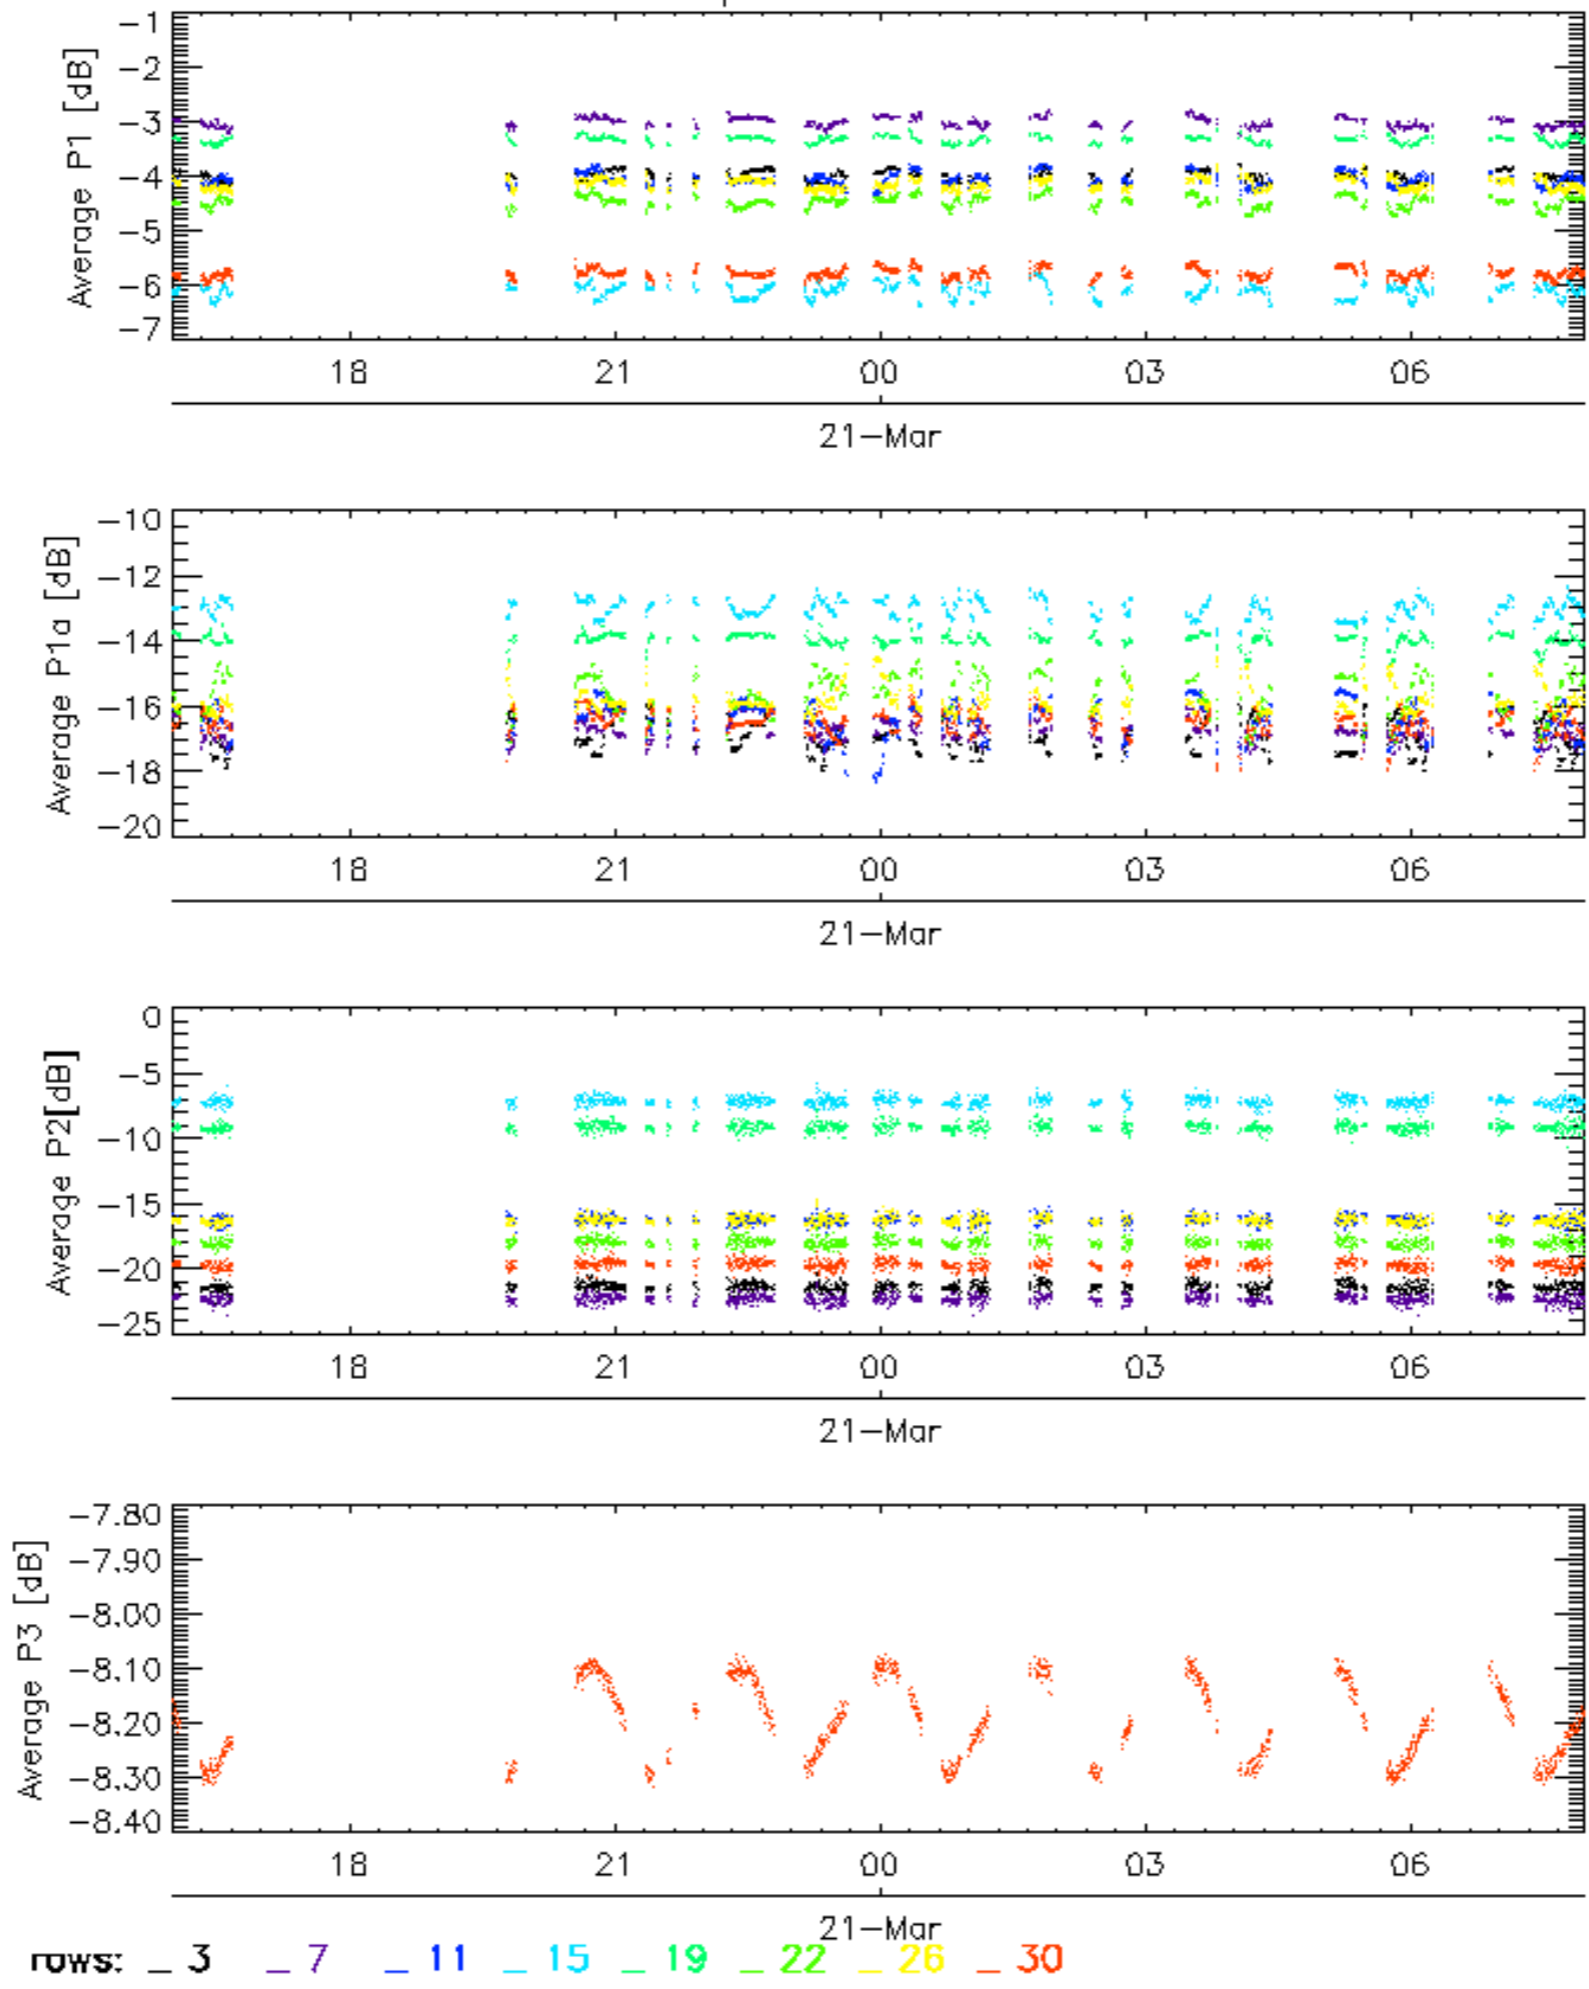 Average P1 [dB]
-1
-2
-3
-4
-5
-6
-7
18 21 00 03 06
21-Mar
Average P1a [dB]
-10
-12
-14
-16
-18
-20
18 21 00 03 06
21-Mar
Average P2[dB]
0
-5
-10
-15
-20
-25
18 21 00 03 06
21-Mar
Average P3 [dB]
-7.80
-7.90
-8.00
-8.10
-8.20
-8.30
-8.40
18 21 00 03 06
21-Mar
rows: _ 3 _ 7 _ 11 _ 15 _ 19 _ 22 _ 26 _ 30